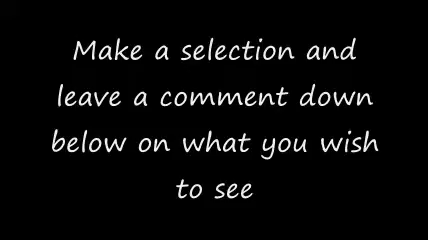 Make a selection and
leave a comment down
below on what you wish
to see